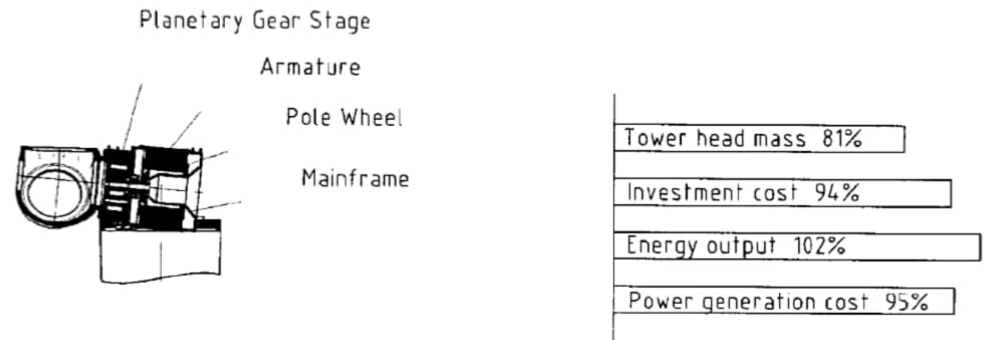 Planetary Gear Stage
Armature
Pole Wheel
Mainframe
Tower head mass 81%
Investment cost 94%
Energy output 102%
Power generation cost 95%